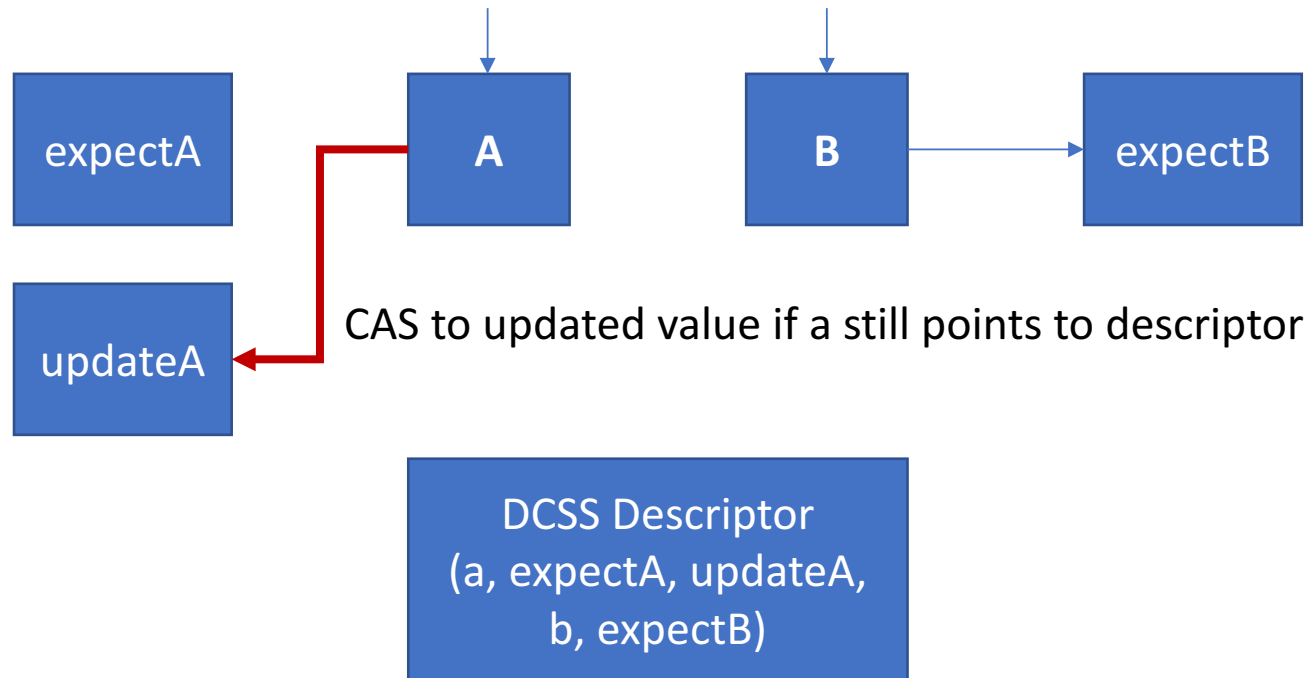 expectA
A
B
expectB
updateA
CAS to updated value if a still points to descriptor
DCSS Descriptor
(a, expectA, updateA,
b, expectB)